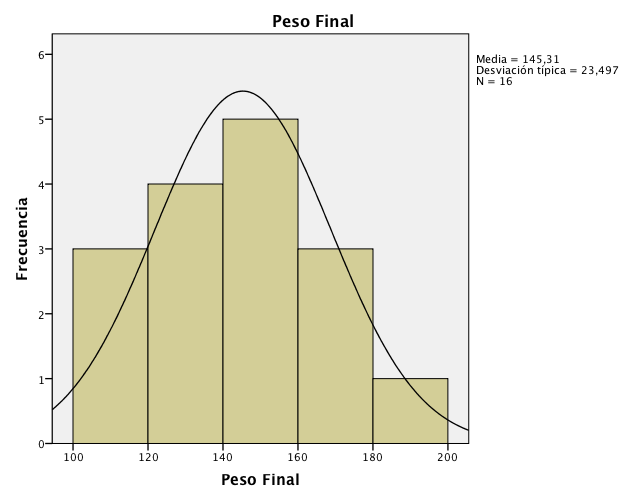 Peso Final
Media = 145,31
Desviación típica = 23,497
N = 16
Frecuencia
6
5
4
3
2
1
0
100 120 140 160 180 200
Peso Final